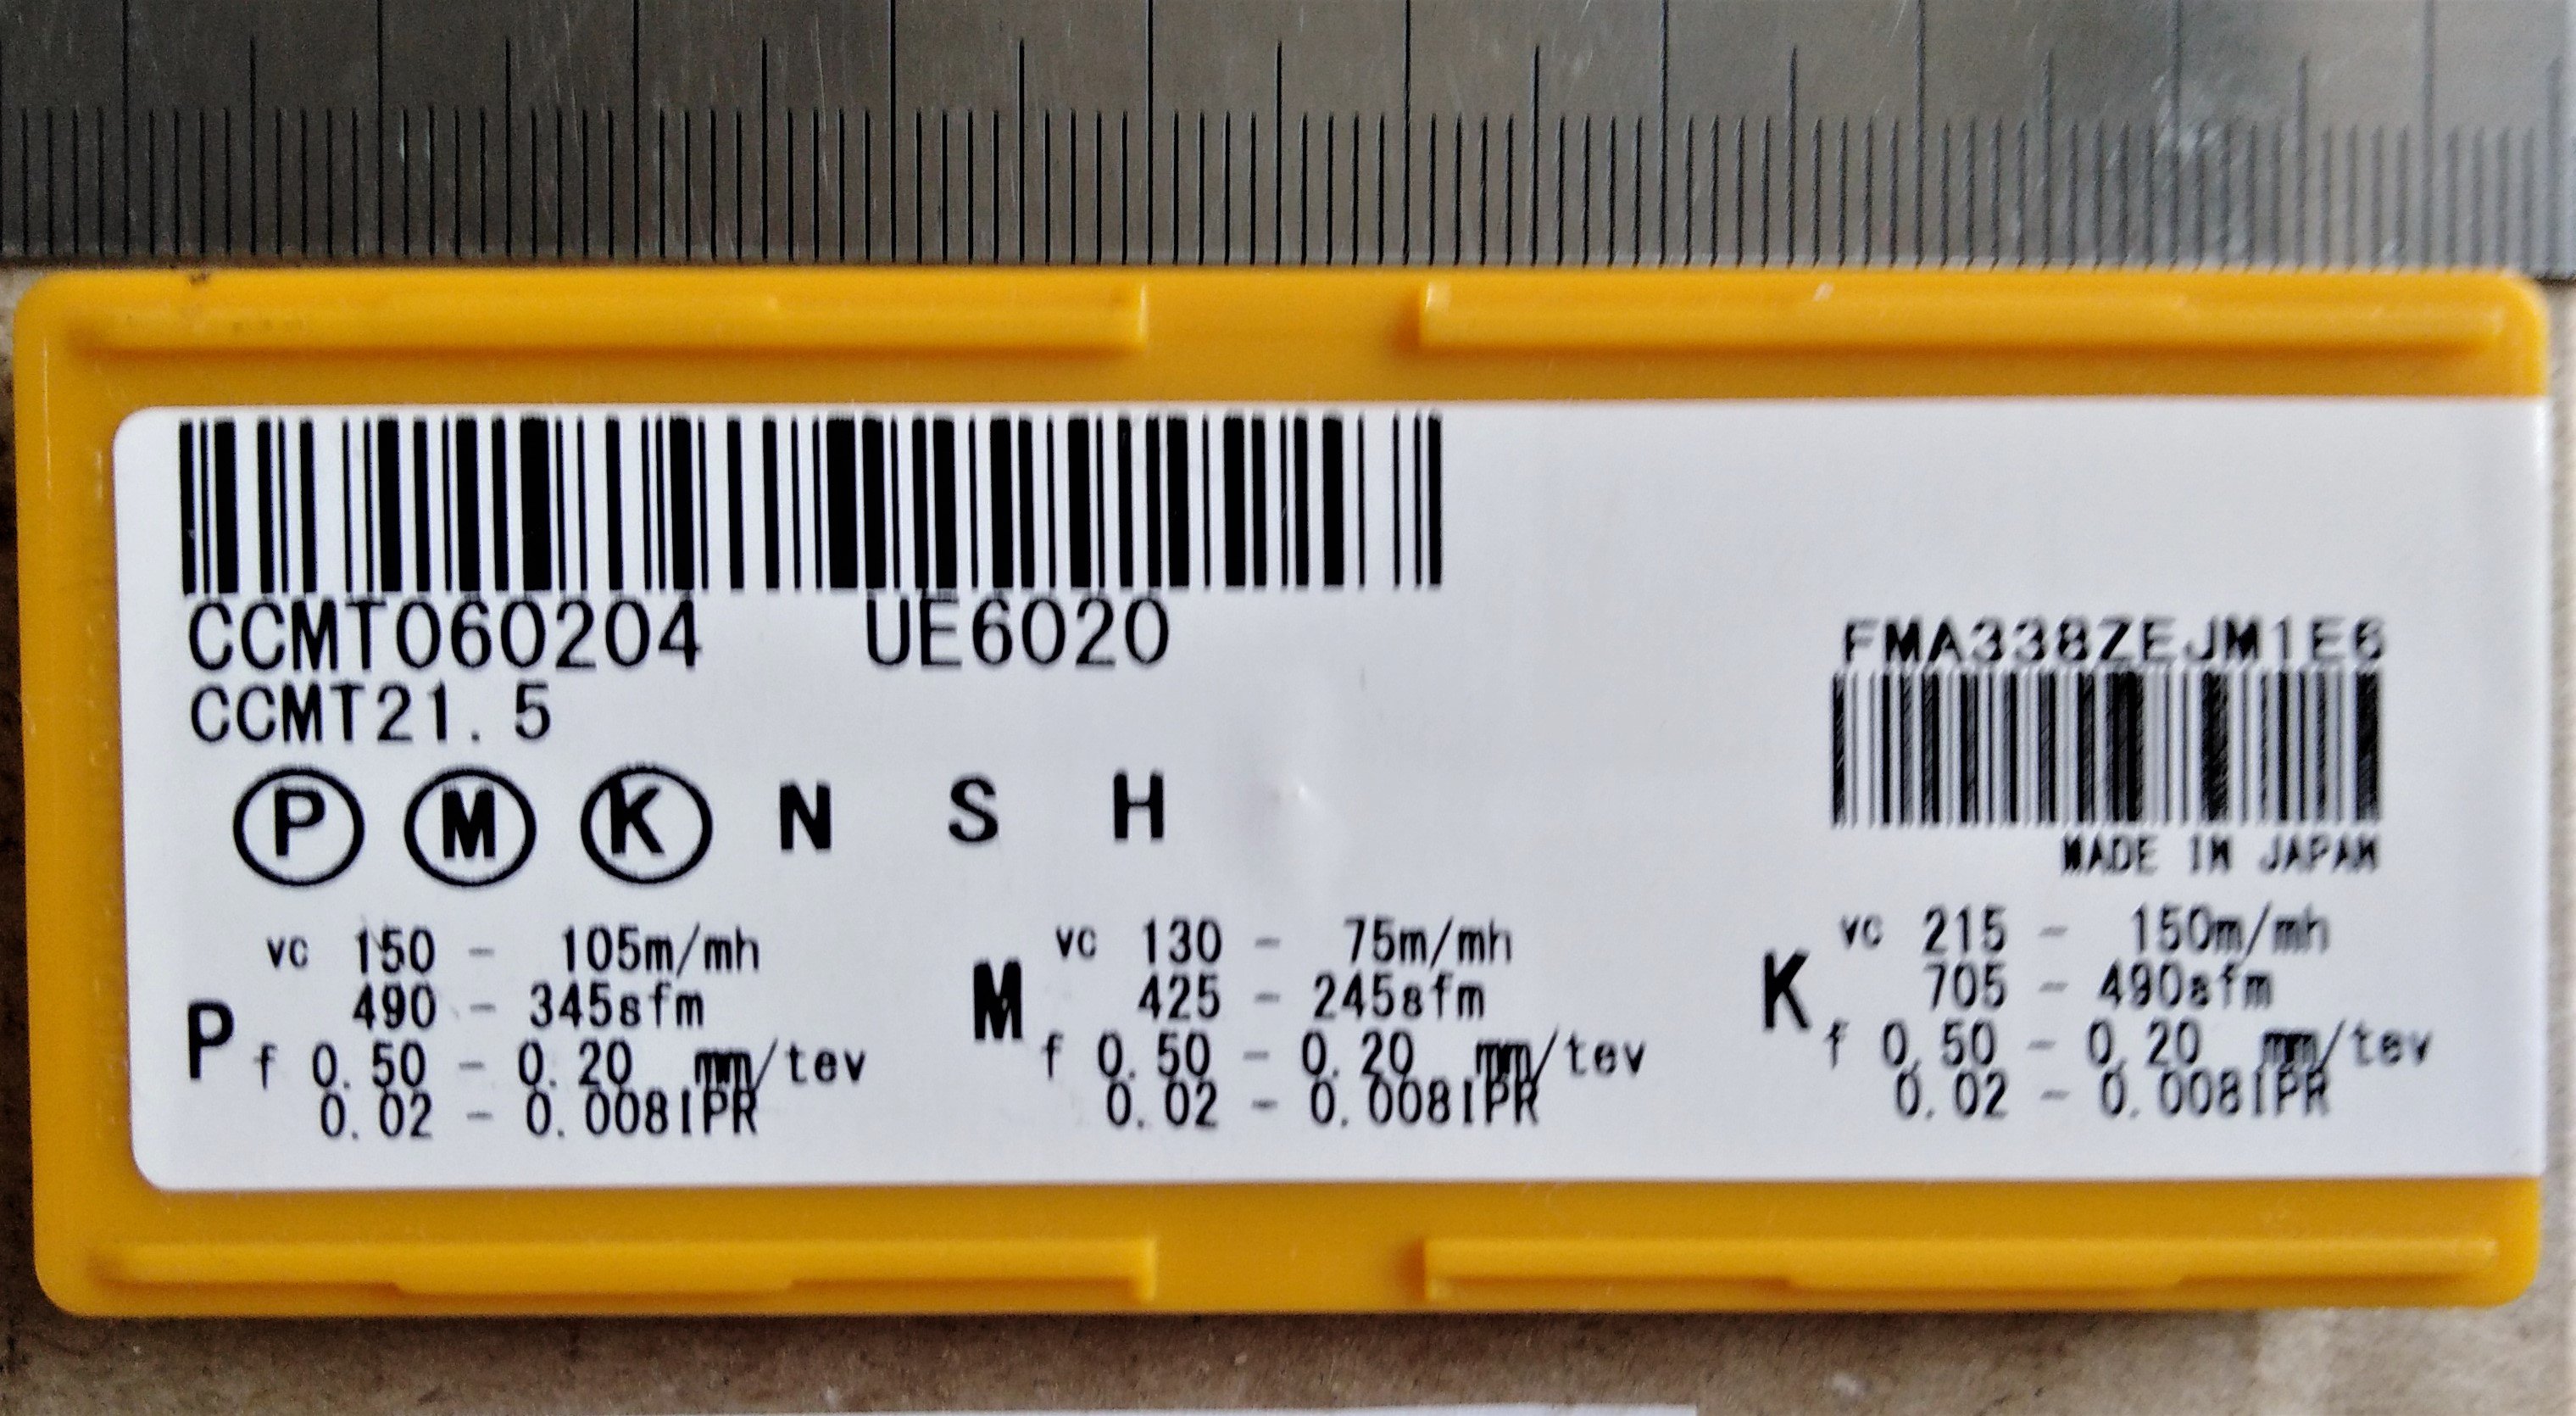 CCMT060204 UE6020
CCMT21.5
P M K N S H
FMA338ZEJM1E6
MADE IN JAPAN
P
vc 150 - 105m/mh
490 - 345sfm
f 0.50 - 0.20 mm/tev
0.02 - 0.008IPR
M
vc 130 - 75m/mh
425 - 245sfm
f 0.50 - 0.20 mm/tev
0.02 - 0.008IPR
K
vc 215 - 150m/mh
705 - 490sfm
f 0.50 - 0.20 mm/tev
0.02 - 0.008IPR